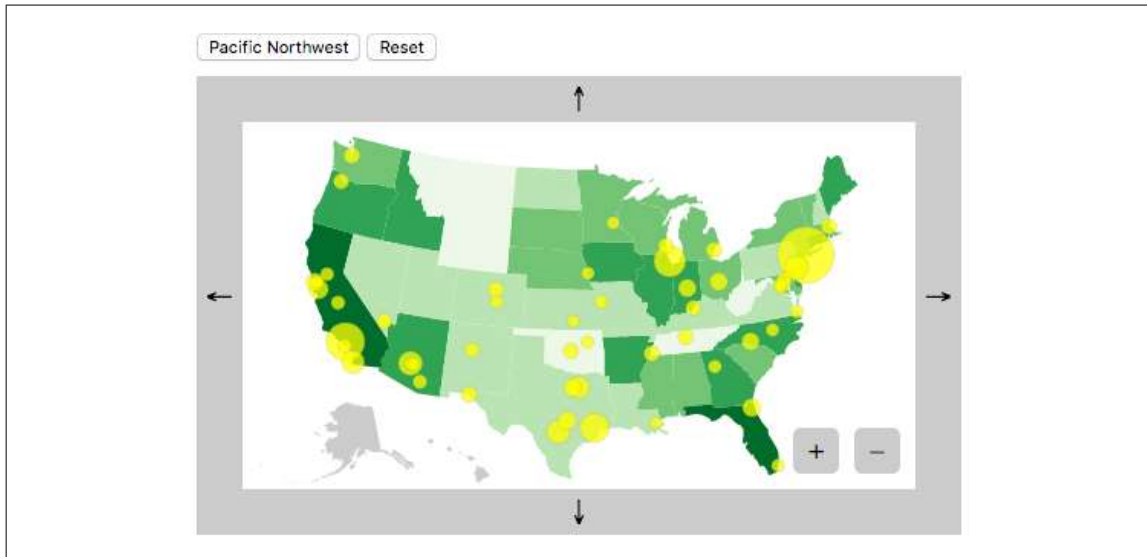 Pacific Northwest Reset
↑
← →
+ −
↓